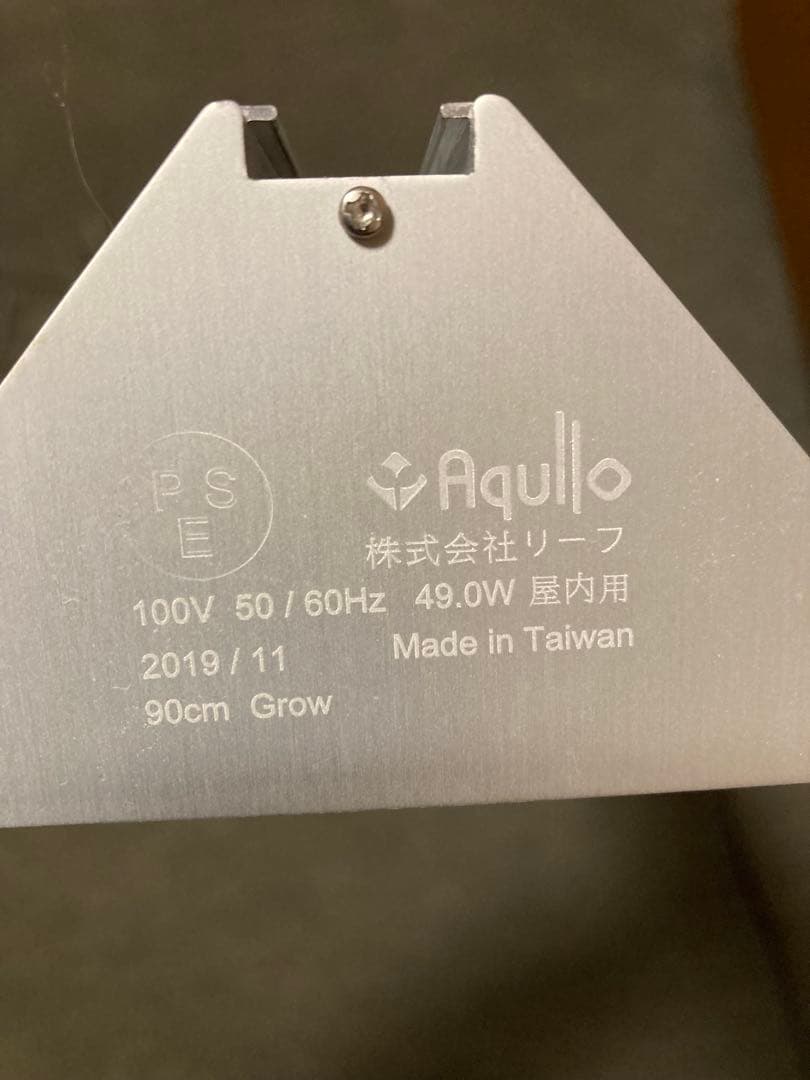 P S
E
Aqullo
株式会社リーフ
100V 50 / 60Hz 49.0W 屋内用
2019 / 11 Made in Taiwan
90cm Grow